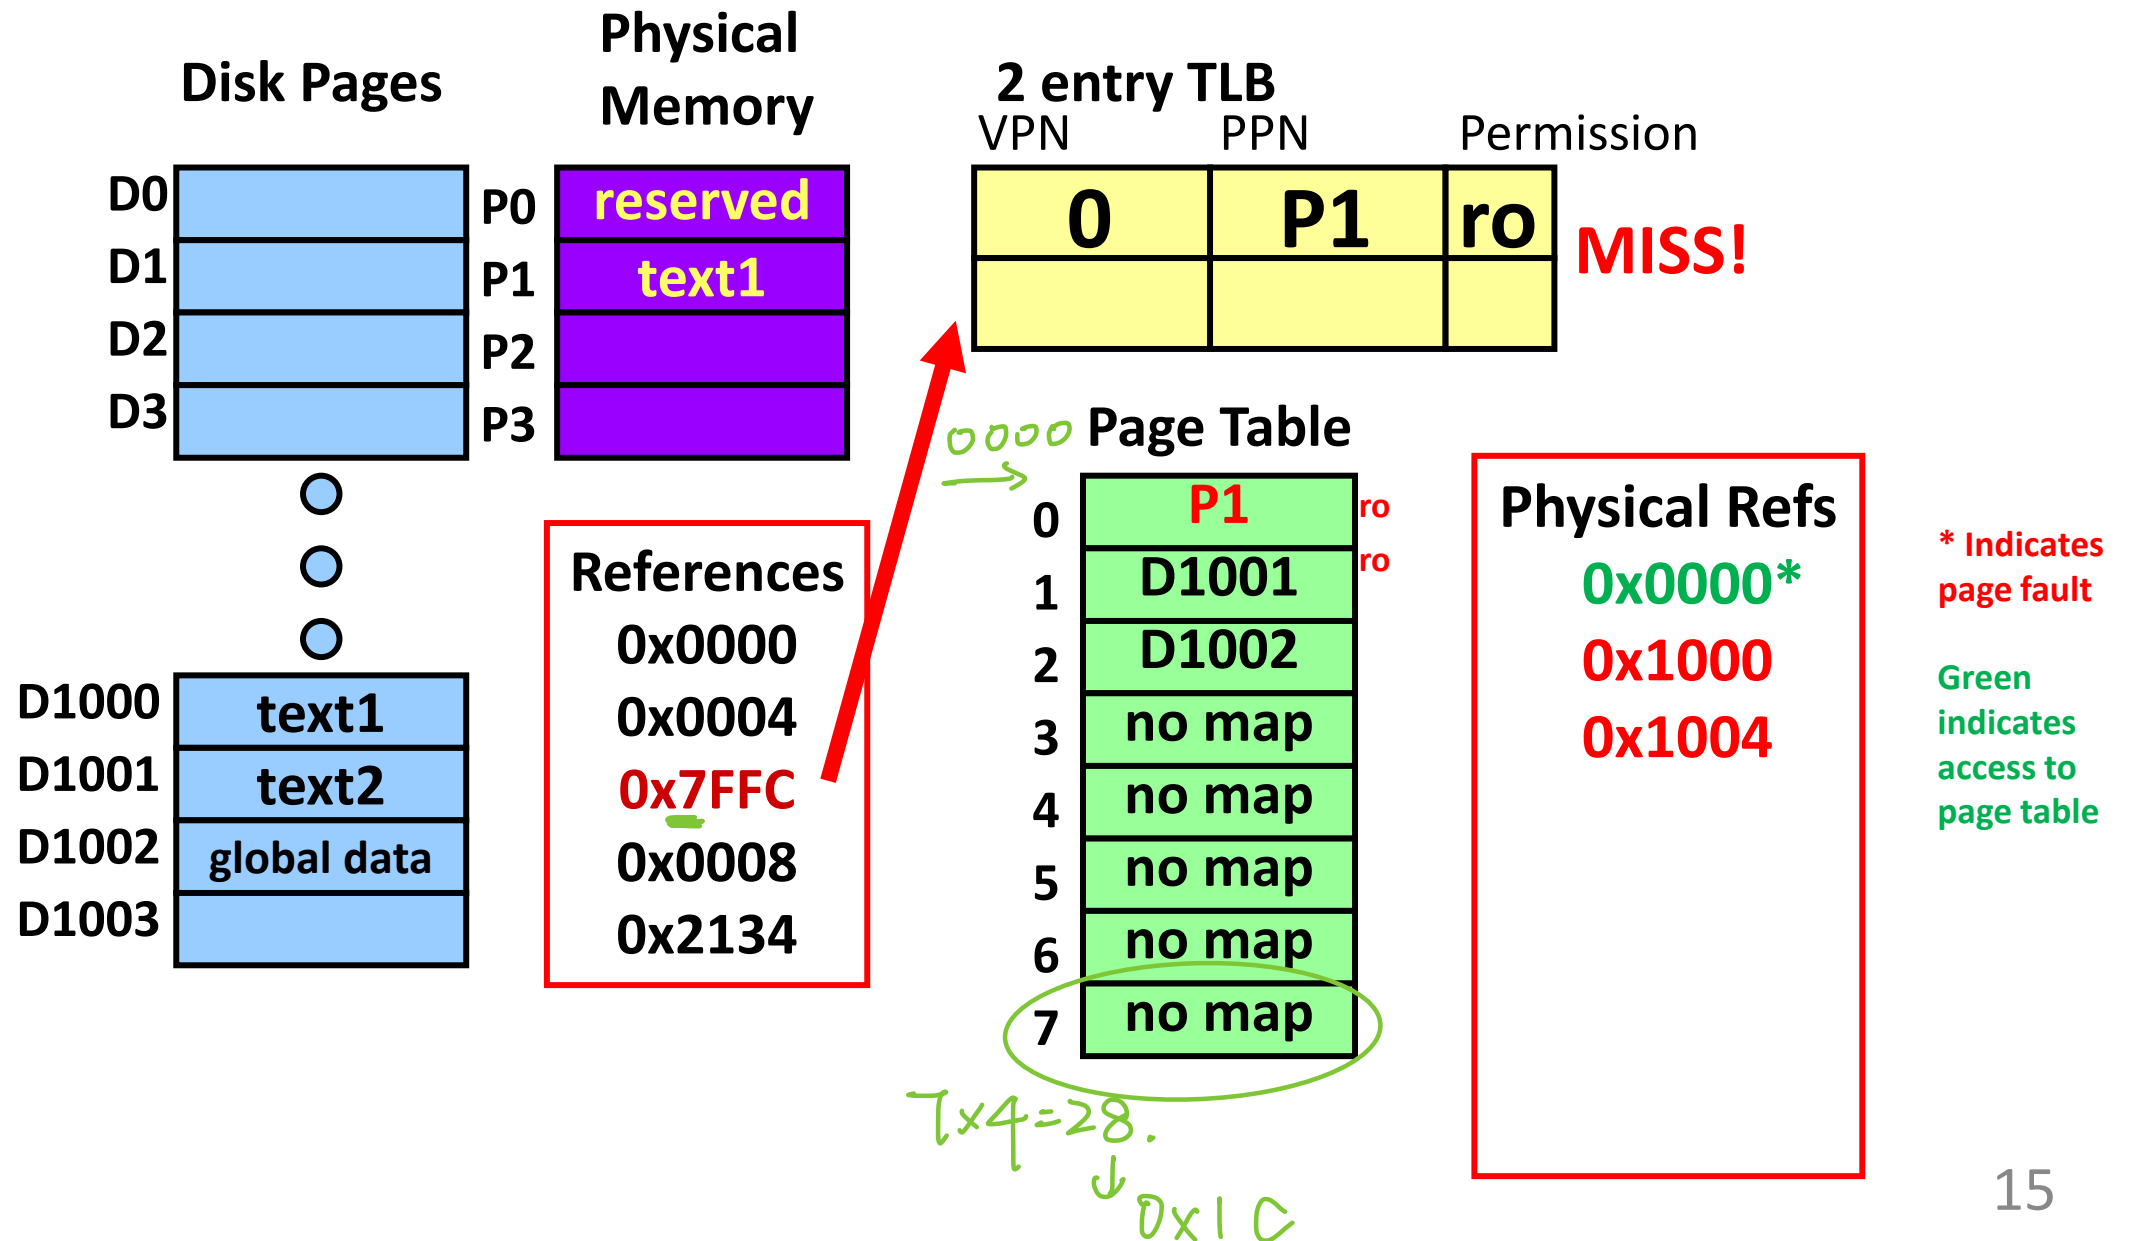 Disk Pages
D0
D1
D2
D3
D1000 text1
D1001 text2
D1002 global data
D1003
Physical
Memory
P0 reserved
P1 text1
P2
P3
References
0x0000
0x0004
0x7FFC
0x0008
0x2134
2 entry TLB
VPN PPN Permission
0 P1 ro
MISS!
0000
Page Table
0 P1 ro
1 D1001 ro
2 D1002
3 no map
4 no map
5 no map
6 no map
7 no map
7x4=28.
0x1C
Physical Refs
0x0000*
0x1000
0x1004
* Indicates
page fault
Green
indicates
access to
page table
15